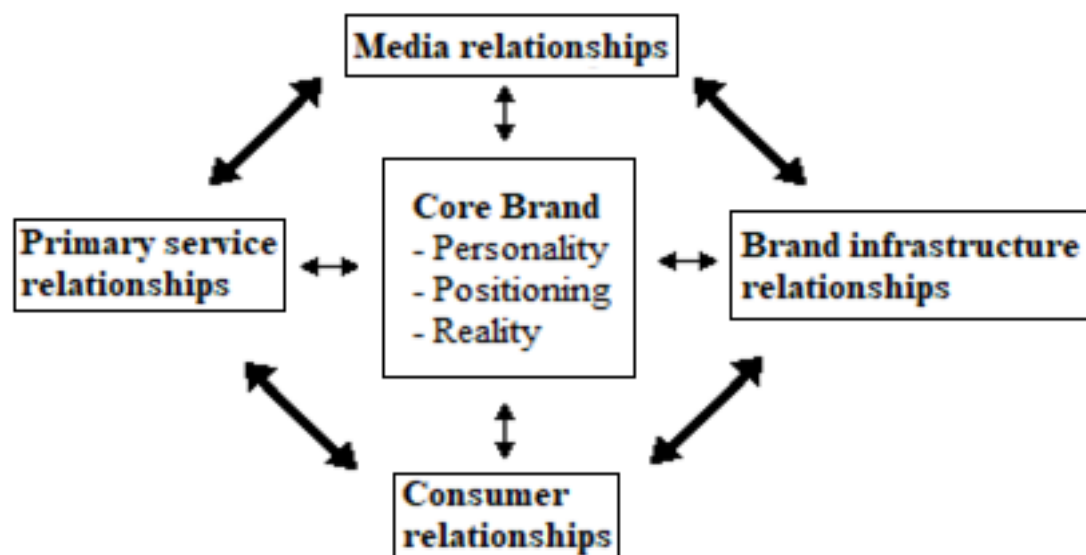 Media relationships
Core Brand
- Personality
- Positioning
- Reality
Primary service
relationships
Brand infrastructure
relationships
Consumer
relationships